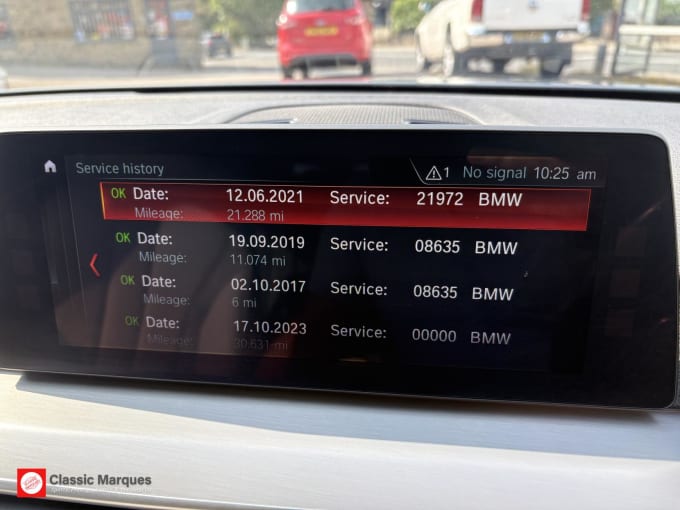 Service history
1 No signal 10:25 am
OK Date: 12.06.2021 Service: 21972 BMW
Mileage: 21.288 mi
OK Date: 19.09.2019 Service: 08635 BMW
Mileage: 11.074 mi
OK Date: 02.10.2017 Service: 08635 BMW
Mileage: 6 mi
OK Date: 17.10.2023 Service: 00000 BMW
Mileage: 30.631 mi
Classic Marques